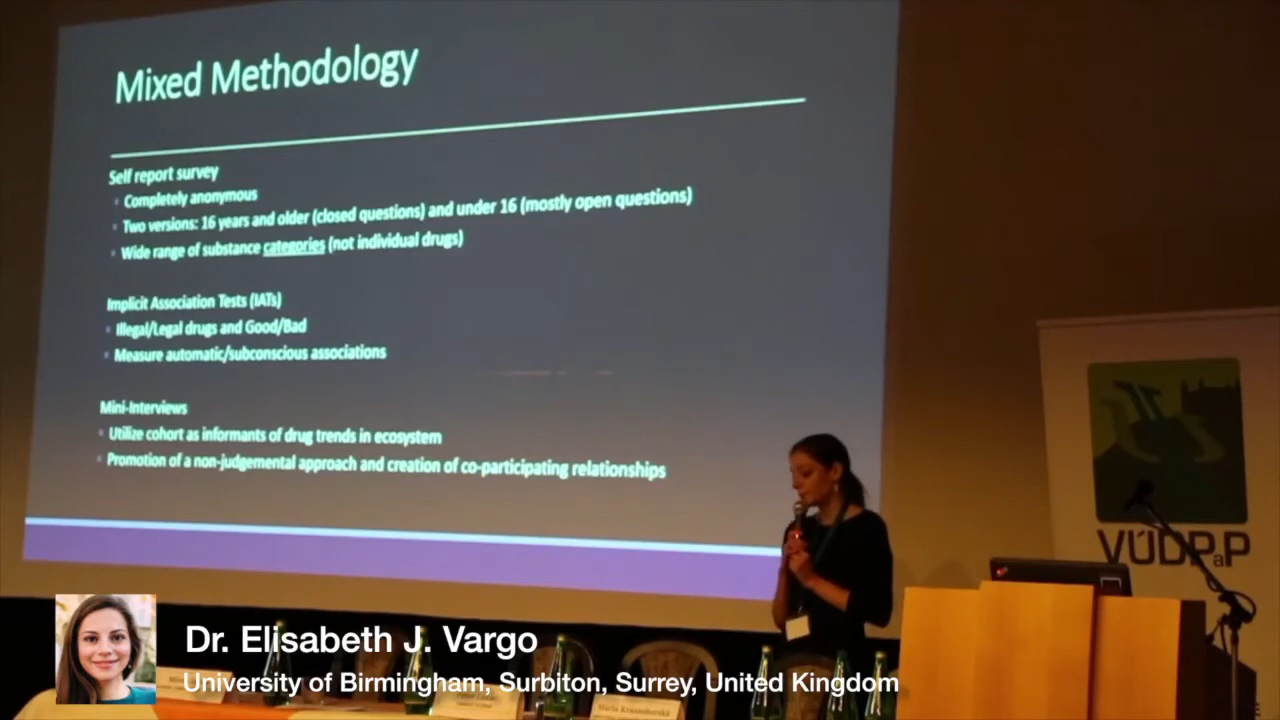 Mixed Methodology
Self report survey
Completely anonymous
Two versions: 16 years and older (closed questions) and under 16 (mostly open questions)
Wide range of substance categories (not individual drugs)
Implicit Association Tests (IATs)
Illegal/Legal drugs and Good/Bad
Measure automatic/subconscious associations
Mini-Interviews
Utilize cohort as informants of drug trends in ecosystem
Promotion of a non-judgemental approach and creation of co-participating relationships
VÚDPaP
Dr. Elisabeth J. Vargo
University of Birmingham, Surbiton, Surrey, United Kingdom